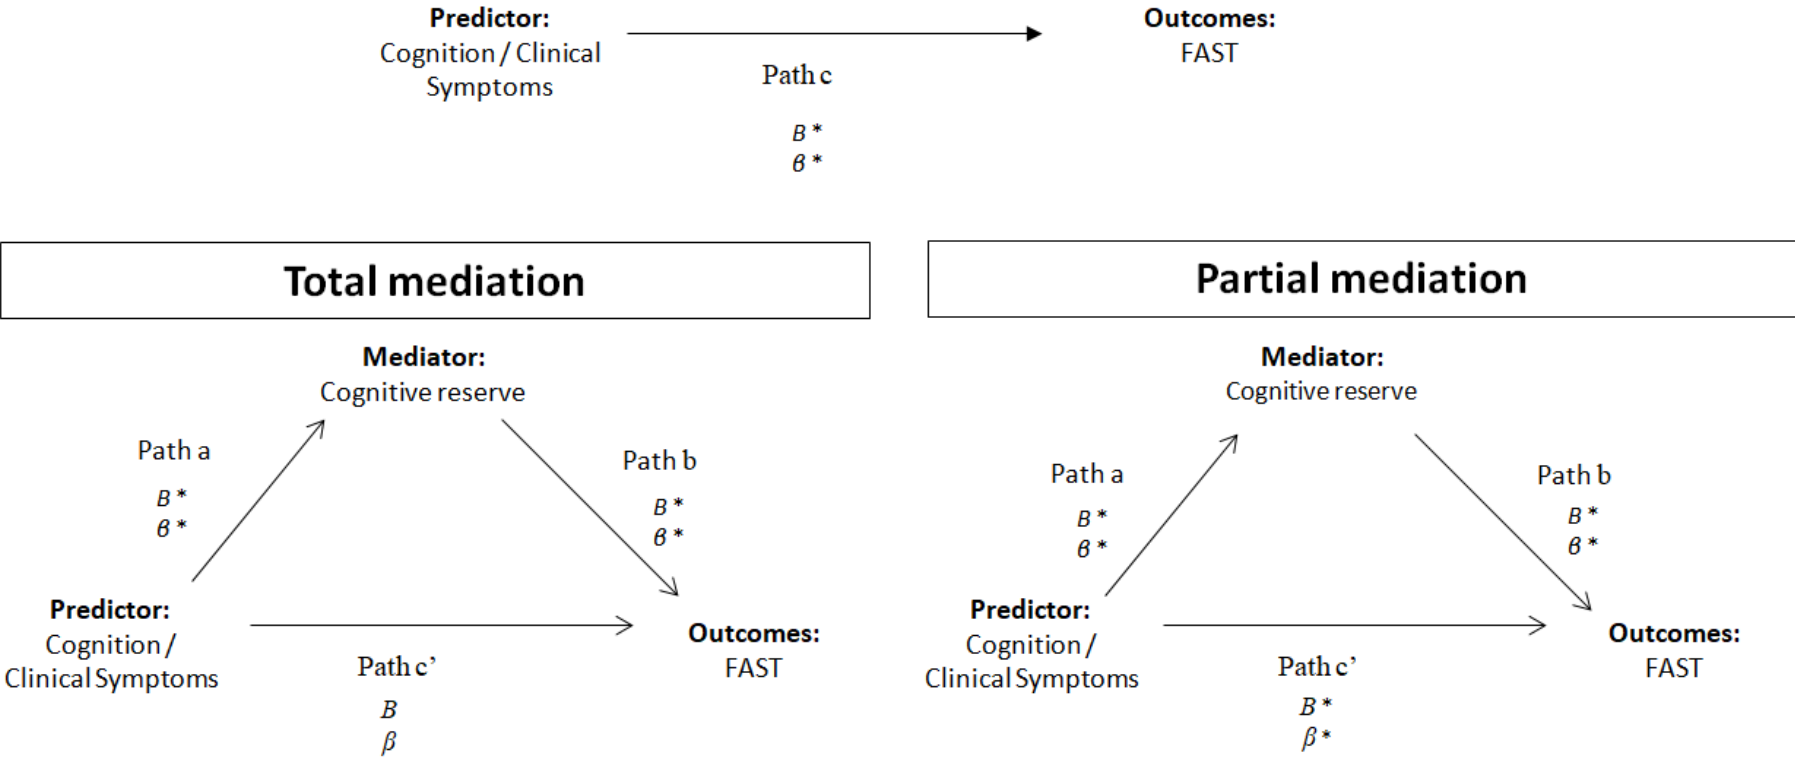 Predictor:
Cognition / Clinical
Symptoms
Path c
B *
β *
Outcomes:
FAST
Total mediation
Mediator:
Cognitive reserve
Path a
B *
β *
Path b
B *
β *
Predictor:
Cognition /
Clinical Symptoms
Path c’
B
β
Outcomes:
FAST
Partial mediation
Mediator:
Cognitive reserve
Path a
B *
β *
Path b
B *
β *
Predictor:
Cognition /
Clinical Symptoms
Path c’
B *
β *
Outcomes:
FAST